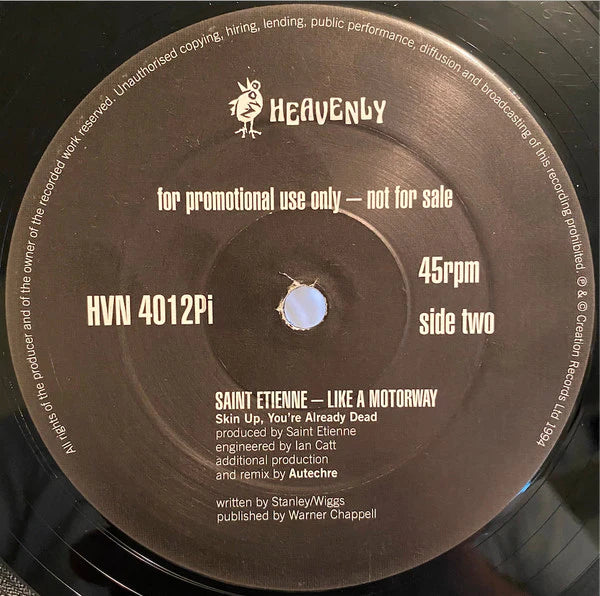 All rights of the producer and of the owner of the recorded work reserved. Unauthorised copying, hiring, lending, public performance, diffusion and broadcasting of this recording prohibited. ℗ & © Creation Records Ltd 1994
HEAVENLY
for promotional use only – not for sale
45rpm
HVN 4012Pi
side two
SAINT ETIENNE – LIKE A MOTORWAY
Skin Up, You're Already Dead
produced by Saint Etienne
engineered by Ian Catt
additional production
and remix by Autechre
written by Stanley/Wiggs
published by Warner Chappell